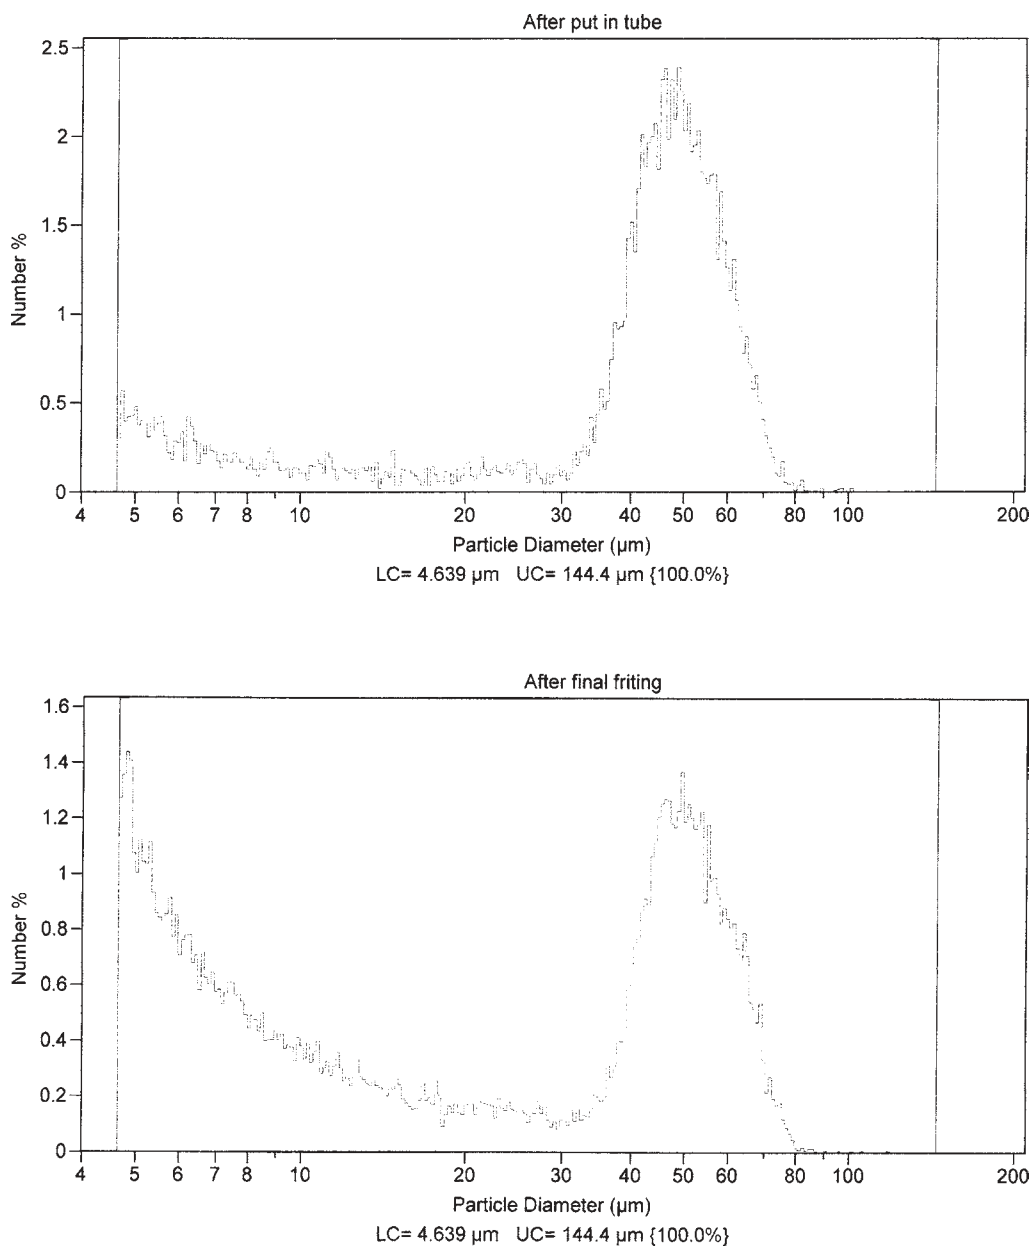 After put in tube
2.5
2
1.5
1
0.5
0
Number %
4 5 6 7 8 10 20 30 40 50 60 80 100 200
Particle Diameter (µm)
LC= 4.639 µm UC= 144.4 µm {100.0%}
After final friting
1.6
1.4
1.2
1
0.8
0.6
0.4
0.2
0
Number %
4 5 6 7 8 10 20 30 40 50 60 80 100 200
Particle Diameter (µm)
LC= 4.639 µm UC= 144.4 µm {100.0%}